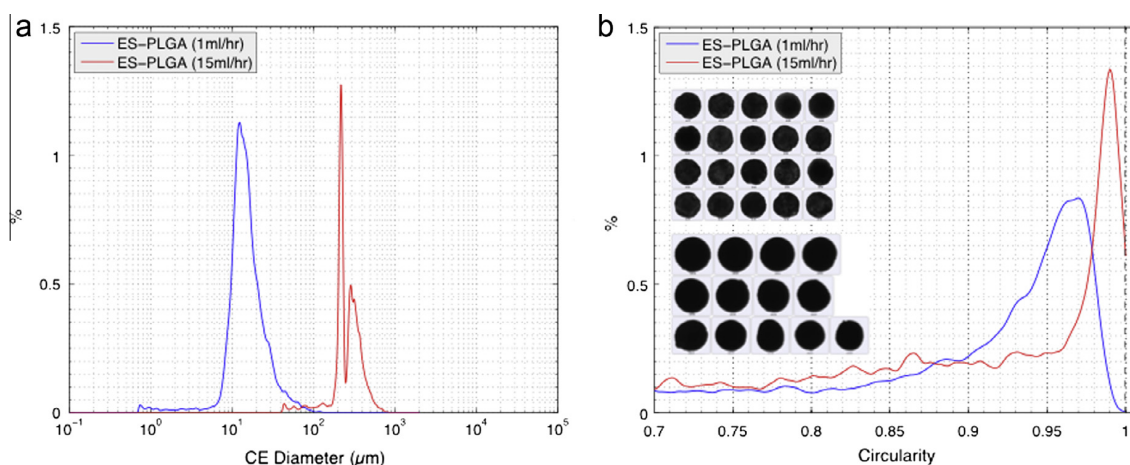 a
1.5
ES-PLGA (1ml/hr)
ES-PLGA (15ml/hr)
1
%
0.5
0
10⁻¹ 10⁰ 10¹ 10² 10³ 10⁴ 10⁵
CE Diameter (μm)
b
1.5
ES-PLGA (1ml/hr)
ES-PLGA (15ml/hr)
1
%
0.5
0
0.7 0.75 0.8 0.85 0.9 0.95 1
Circularity